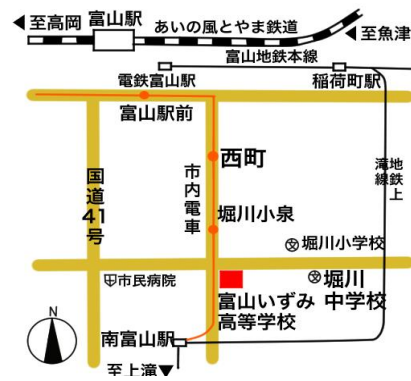 ◀至高岡
富山駅
あいの風とやま鉄道
▶至魚津
富山地鉄本線
電鉄富山駅
稲荷町駅
富山駅前
地鉄上
滝線
西町
国道41号
市内電車
堀川小泉
堀川小学校
市民病院
富山いずみ
高等学校
堀川
中学校
N
南富山駅
至上滝▼